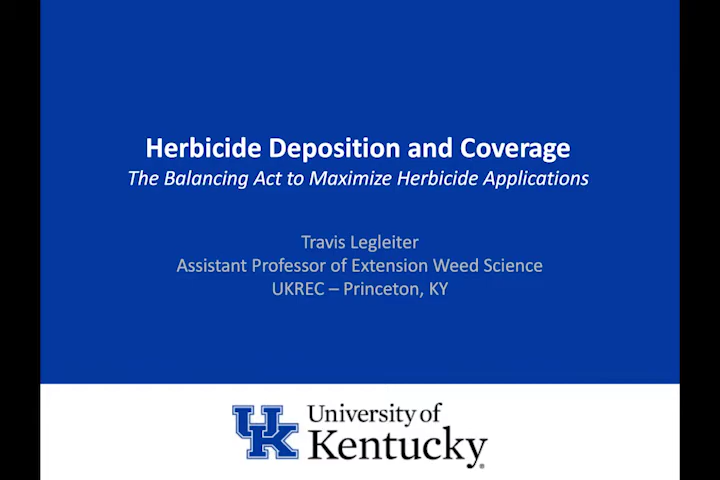 Herbicide Deposition and Coverage
The Balancing Act to Maximize Herbicide Applications
Travis Legleiter
Assistant Professor of Extension Weed Science
UKREC – Princeton, KY
UK University of
Kentucky®